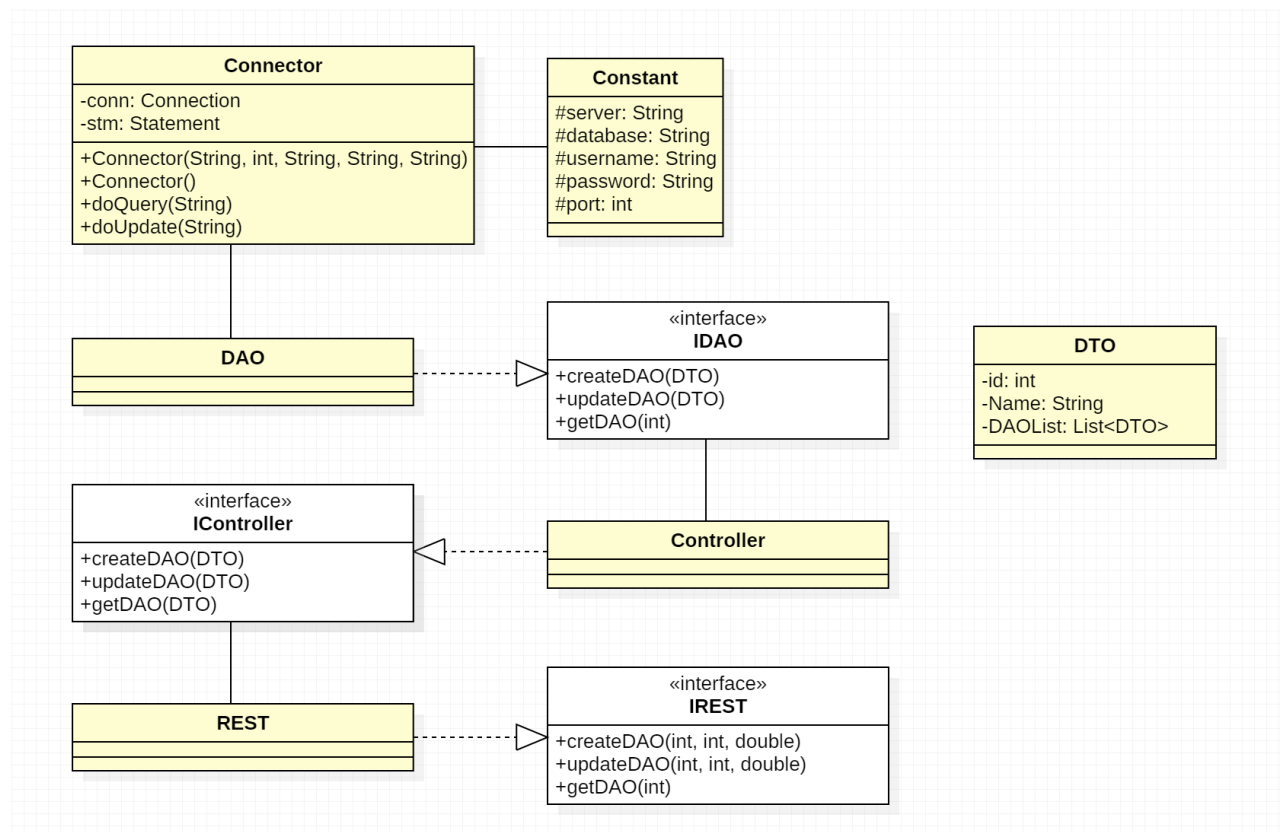 Connector
-conn: Connection
-stm: Statement
+Connector(String, int, String, String, String)
+Connector()
+doQuery(String)
+doUpdate(String)
Constant
#server: String
#database: String
#username: String
#password: String
#port: int
DAO
«interface»
IDAO
+createDAO(DTO)
+updateDAO(DTO)
+getDAO(int)
DTO
-id: int
-Name: String
-DAOList: List<DTO>
«interface»
IController
+createDAO(DTO)
+updateDAO(DTO)
+getDAO(DTO)
Controller
REST
«interface»
IREST
+createDAO(int, int, double)
+updateDAO(int, int, double)
+getDAO(int)